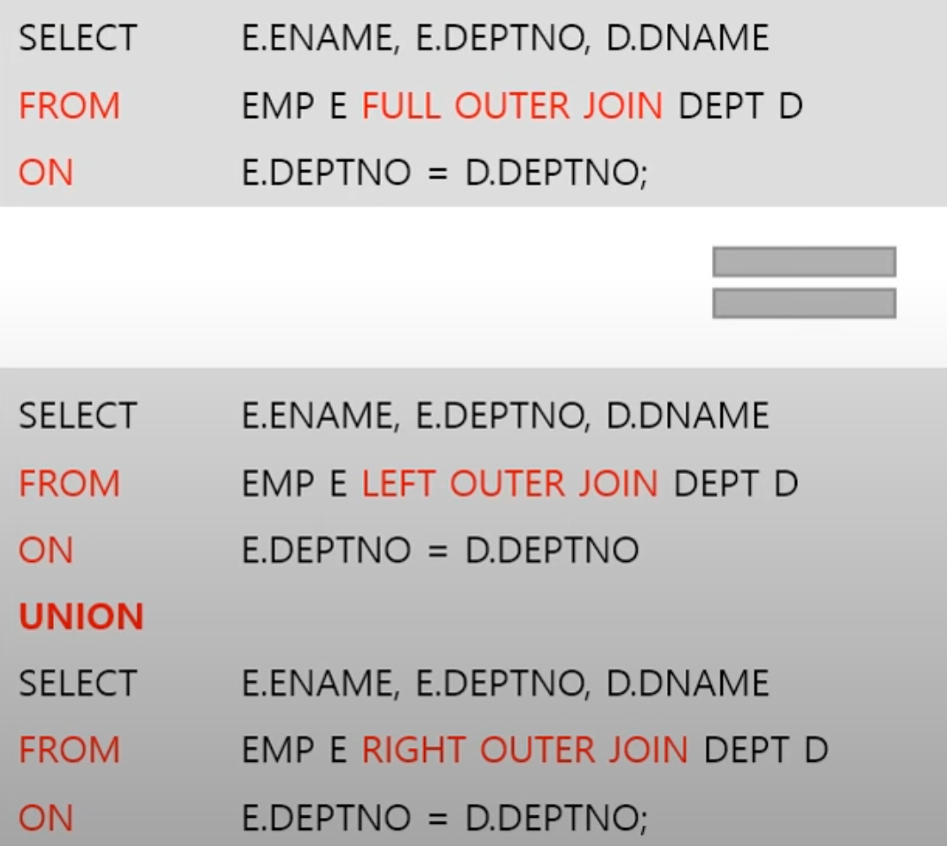 SELECT E.ENAME, E.DEPTNO, D.DNAME
FROM EMP E FULL OUTER JOIN DEPT D
ON E.DEPTNO = D.DEPTNO;
SELECT E.ENAME, E.DEPTNO, D.DNAME
FROM EMP E LEFT OUTER JOIN DEPT D
ON E.DEPTNO = D.DEPTNO
UNION
SELECT E.ENAME, E.DEPTNO, D.DNAME
FROM EMP E RIGHT OUTER JOIN DEPT D
ON E.DEPTNO = D.DEPTNO;